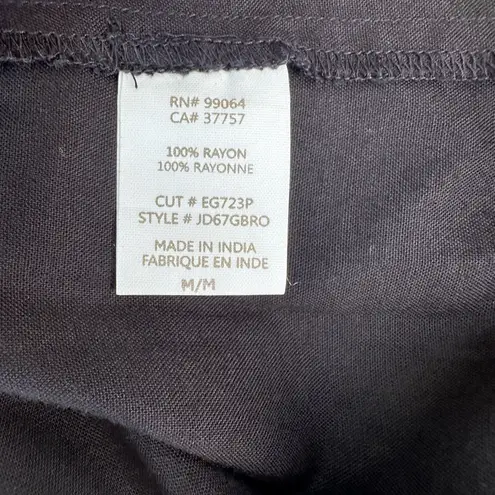 RN# 99064
CA# 37757
100% RAYON
100% RAYONNE
CUT # EG723P
STYLE # JD67GBRO
MADE IN INDIA
FABRIQUE EN INDE
M/M